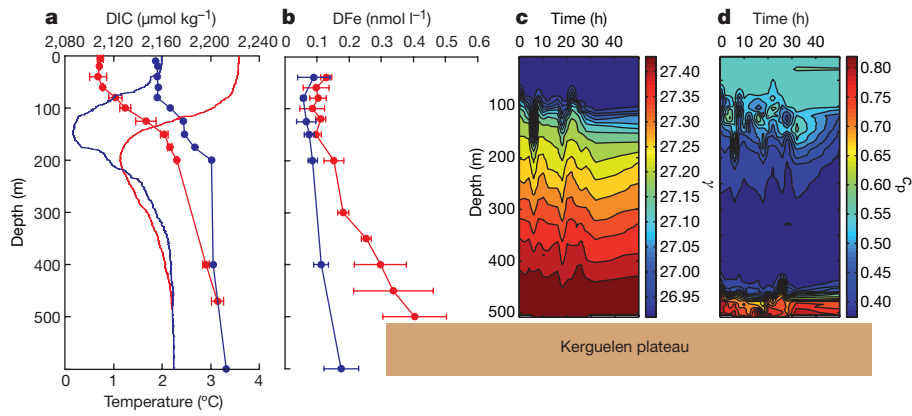 a
DIC (µmol kg⁻¹)
2,080 2,120 2,160 2,200 2,240
0
100
200
300
400
500
Depth (m)
0 1 2 3 4
Temperature (ºC)
b
DFe (nmol l⁻¹)
0 0.1 0.2 0.3 0.4 0.5 0.6
c
Time (h)
0 10 20 30 40
100
200
300
400
500
Depth (m)
27.40
27.35
27.30
27.25
27.20
27.15
27.10
27.05
27.00
26.95
γ
d
Time (h)
0 10 20 30 40
0.80
0.75
0.70
0.65
0.60
0.55
0.50
0.45
0.40
cₚ
Kerguelen plateau